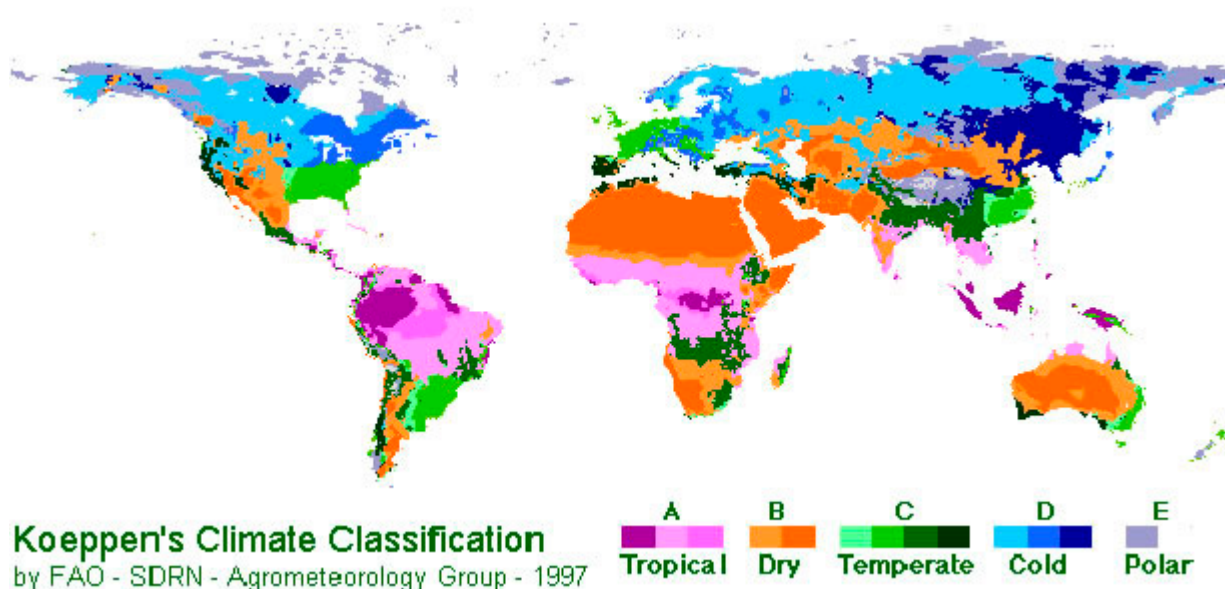 Koeppen's Climate Classification
by FAO - SDRN - Agrometeorology Group - 1997
A B C D E
Tropical Dry Temperate Cold Polar